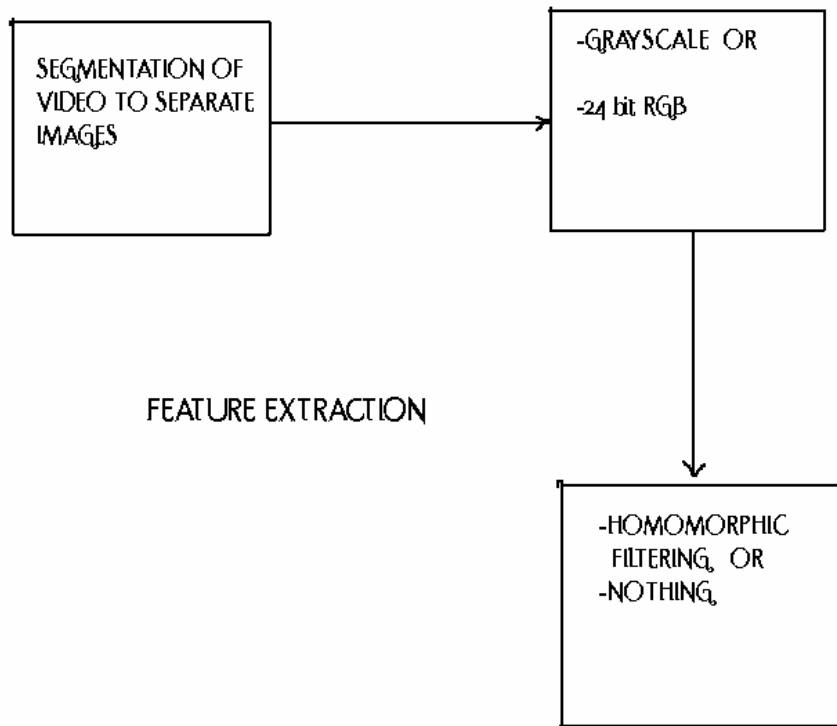 SEGMENTATION OF
VIDEO TO SEPARATE
IMAGES
-GRAYSCALE OR
-24 bit RGB
FEATURE EXTRACTION
-HOMOMORPHIC
FILTERING, OR
-NOTHING,